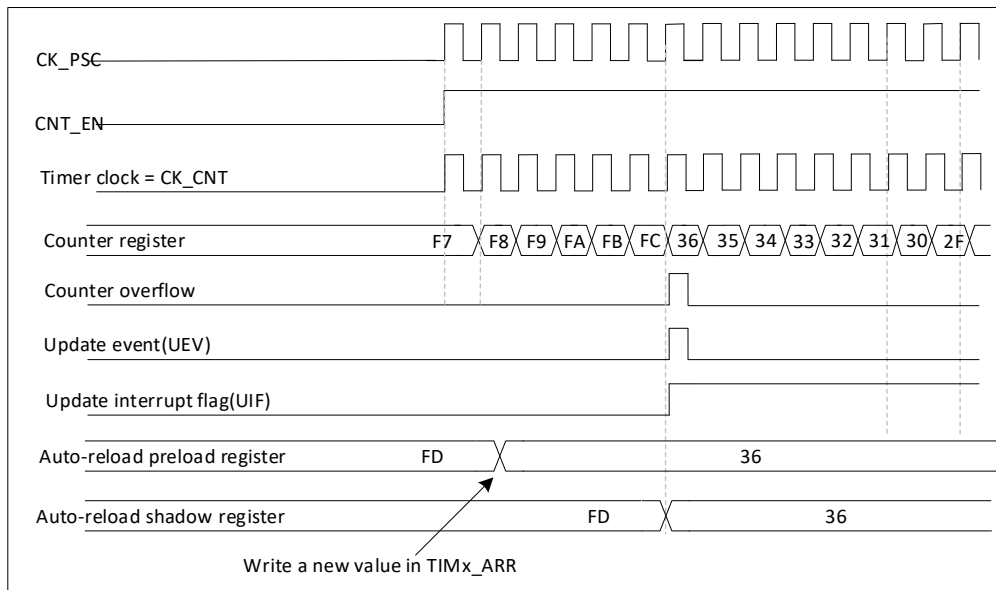 CK_PSC
CNT_EN
Timer clock = CK_CNT
Counter register F7 F8 F9 FA FB FC 36 35 34 33 32 31 30 2F
Counter overflow
Update event(UEV)
Update interrupt flag(UIF)
Auto-reload preload register FD 36
Auto-reload shadow register FD 36
Write a new value in TIMx_ARR